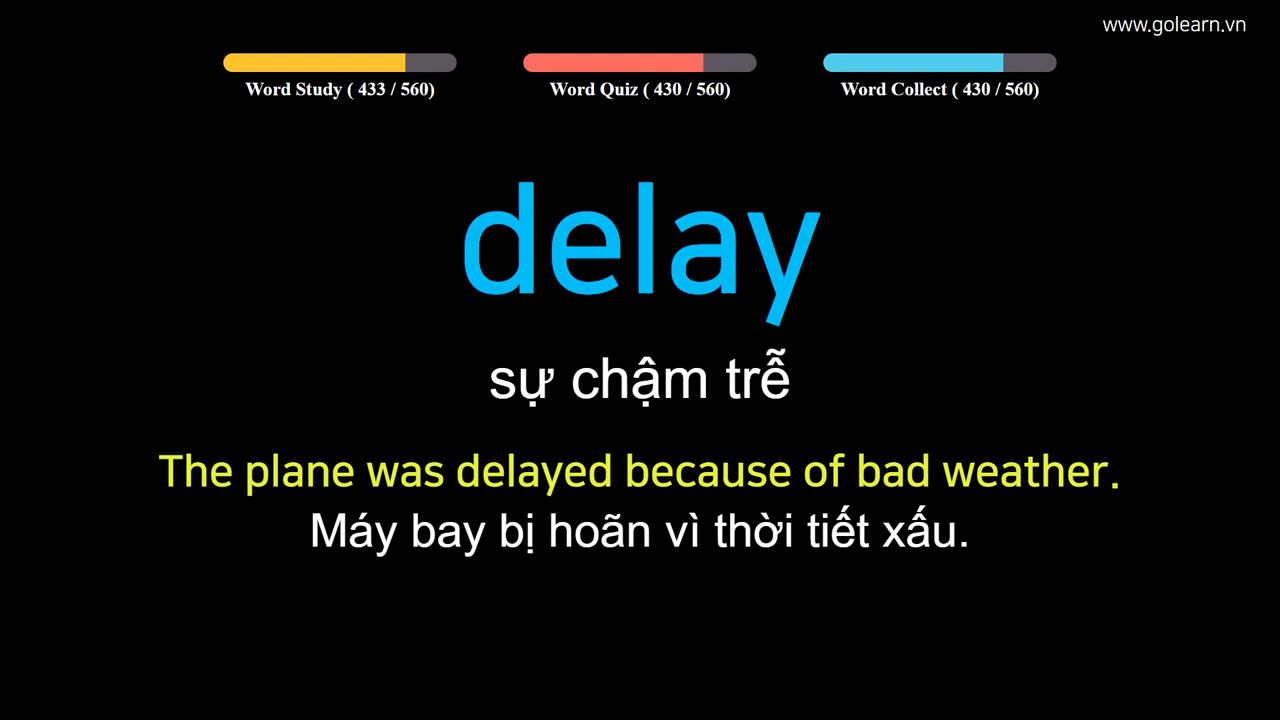 www.golearn.vn
Word Study ( 433 / 560)
Word Quiz ( 430 / 560)
Word Collect ( 430 / 560)
delay
sự chậm trễ
The plane was delayed because of bad weather.
Máy bay bị hoãn vì thời tiết xấu.